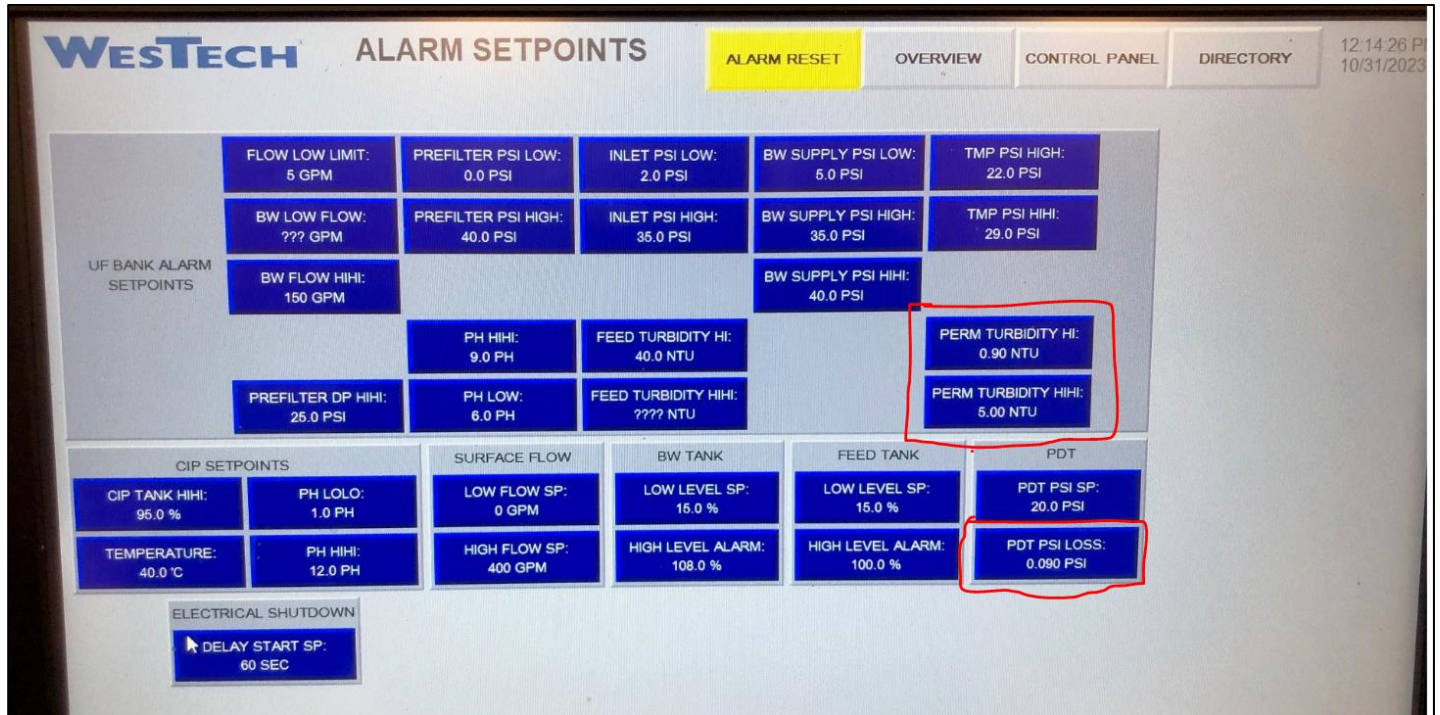 WESTECH ALARM SETPOINTS
ALARM RESET
OVERVIEW
CONTROL PANEL
DIRECTORY
12:14:26
10/31/2023
UF BANK ALARM
SETPOINTS
FLOW LOW LIMIT:
5 GPM
PREFILTER PSI LOW:
0.0 PSI
INLET PSI LOW:
2.0 PSI
BW SUPPLY PSI LOW:
5.0 PSI
TMP PSI HIGH:
22.0 PSI
BW LOW FLOW:
??? GPM
PREFILTER PSI HIGH:
40.0 PSI
INLET PSI HIGH:
35.0 PSI
BW SUPPLY PSI HIGH:
35.0 PSI
TMP PSI HIHI:
29.0 PSI
BW FLOW HIHI:
150 GPM
BW SUPPLY PSI HIHI:
40.0 PSI
PH HIHI:
9.0 PH
FEED TURBIDITY HI:
40.0 NTU
PERM TURBIDITY HI:
0.90 NTU
PREFILTER DP HIHI:
25.0 PSI
PH LOW:
6.0 PH
FEED TURBIDITY HIHI:
???? NTU
PERM TURBIDITY HIHI:
5.00 NTU
CIP SETPOINTS
CIP TANK HIHI:
95.0 %
PH LOLO:
1.0 PH
TEMPERATURE:
40.0 °C
PH HIHI:
12.0 PH
SURFACE FLOW
LOW FLOW SP:
0 GPM
HIGH FLOW SP:
400 GPM
BW TANK
LOW LEVEL SP:
15.0 %
HIGH LEVEL ALARM:
108.0 %
FEED TANK
LOW LEVEL SP:
15.0 %
HIGH LEVEL ALARM:
100.0 %
PDT
PDT PSI SP:
20.0 PSI
PDT PSI LOSS:
0.090 PSI
ELECTRICAL SHUTDOWN
DELAY START SP:
60 SEC